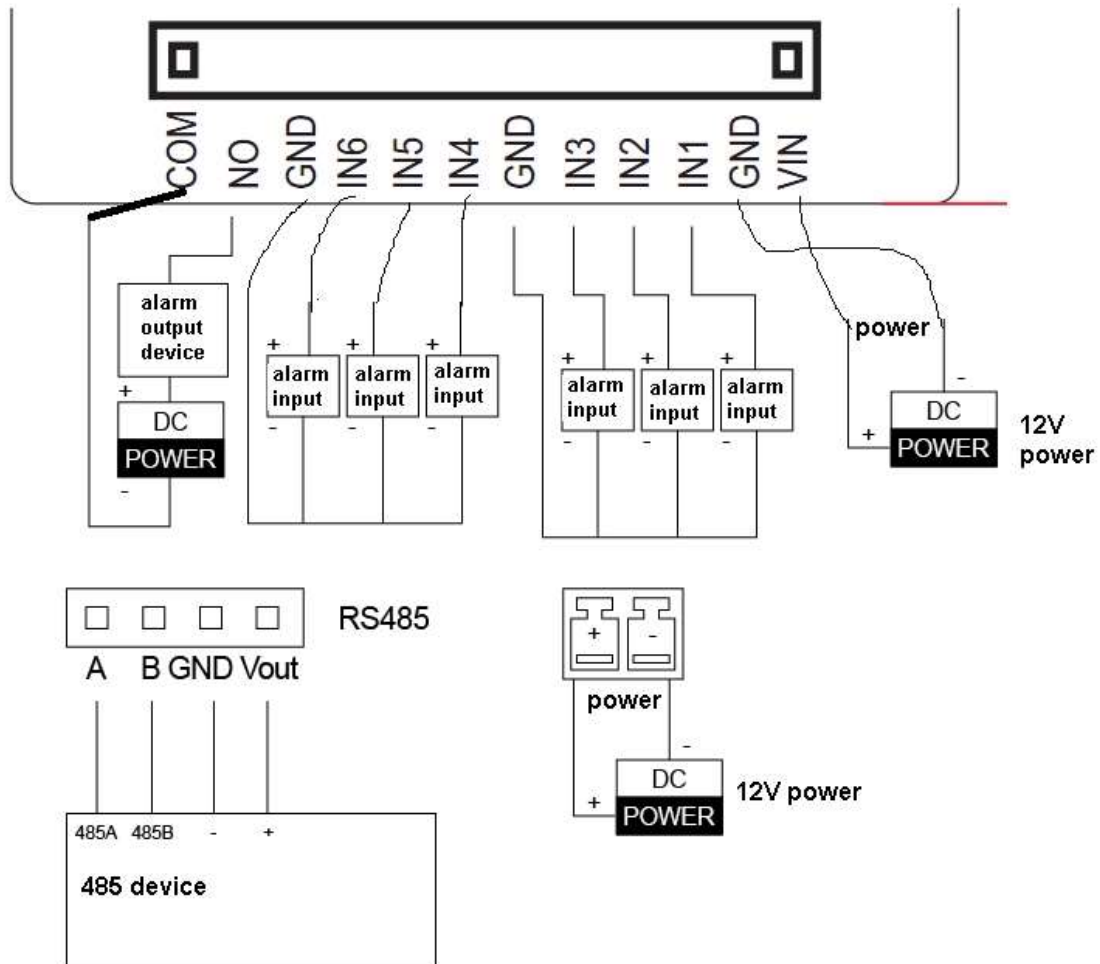 COM
NO
GND
IN6
IN5
IN4
GND
IN3
IN2
IN1
GND
VIN
alarm
output
device
+
DC
POWER
-
+
alarm
input
-
+
alarm
input
-
+
alarm
input
-
+
alarm
input
-
+
alarm
input
-
+
alarm
input
-
power
-
+
DC
POWER
12V
power
RS485
A B GND Vout
485A 485B - +
485 device
+ -
power
-
+
DC
POWER
12V power